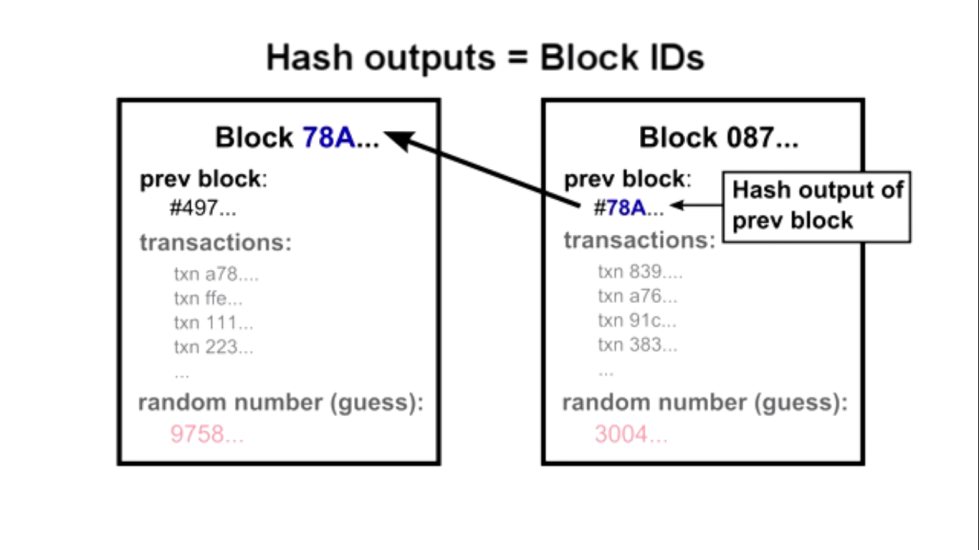 Hash outputs = Block IDs
Block 78A...
prev block:
#497...
transactions:
txn a78....
txn ffe...
txn 111...
txn 223...
...
random number (guess):
9758...
Block 087...
prev block:
#78A...
Hash output of
prev block
transactions:
txn 839....
txn a76...
txn 91c...
txn 383...
...
random number (guess):
3004...